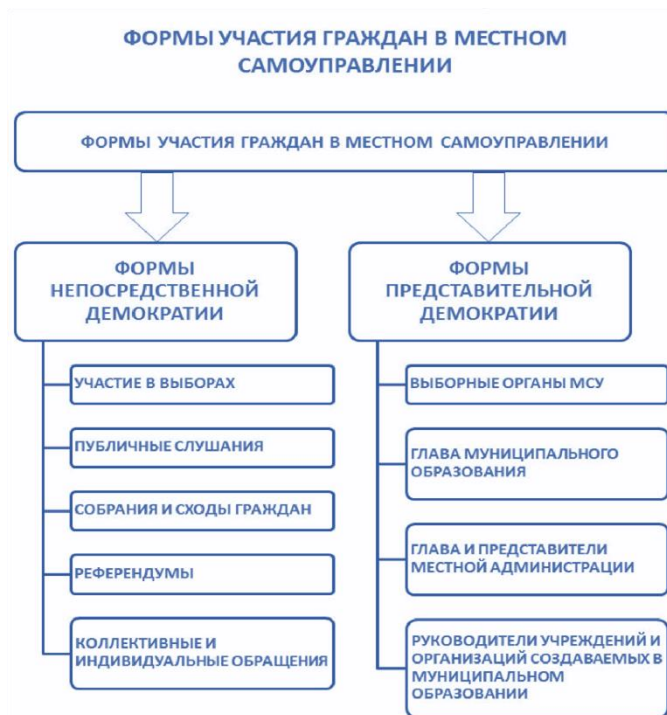 ФОРМЫ УЧАСТИЯ ГРАЖДАН В МЕСТНОМ
САМОУПРАВЛЕНИИ
ФОРМЫ УЧАСТИЯ ГРАЖДАН В МЕСТНОМ САМОУПРАВЛЕНИИ
ФОРМЫ
НЕПОСРЕДСТВЕННОЙ
ДЕМОКРАТИИ
УЧАСТИЕ В ВЫБОРАХ
ПУБЛИЧНЫЕ СЛУШАНИЯ
СОБРАНИЯ И СХОДЫ ГРАЖДАН
РЕФЕРЕНДУМЫ
КОЛЛЕКТИВНЫЕ И
ИНДИВИДУАЛЬНЫЕ ОБРАЩЕНИЯ
ФОРМЫ
ПРЕДСТАВИТЕЛЬНОЙ
ДЕМОКРАТИИ
ВЫБОРНЫЕ ОРГАНЫ МСУ
ГЛАВА МУНИЦИПАЛЬНОГО
ОБРАЗОВАНИЯ
ГЛАВА И ПРЕДСТАВИТЕЛИ
МЕСТНОЙ АДМИНИСТРАЦИИ
РУКОВОДИТЕЛИ УЧРЕЖДЕНИЙ И
ОРГАНИЗАЦИЙ СОЗДАВАЕМЫХ В
МУНИЦИПАЛЬНОМ
ОБРАЗОВАНИИ